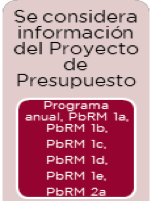 Se considera
información
del Proyecto
de
Presupuesto
Programa
anual, PbRM 1a,
PbRM 1b,
PbRM 1c,
PbRM 1d,
PbRM 1e,
PbRM 2a